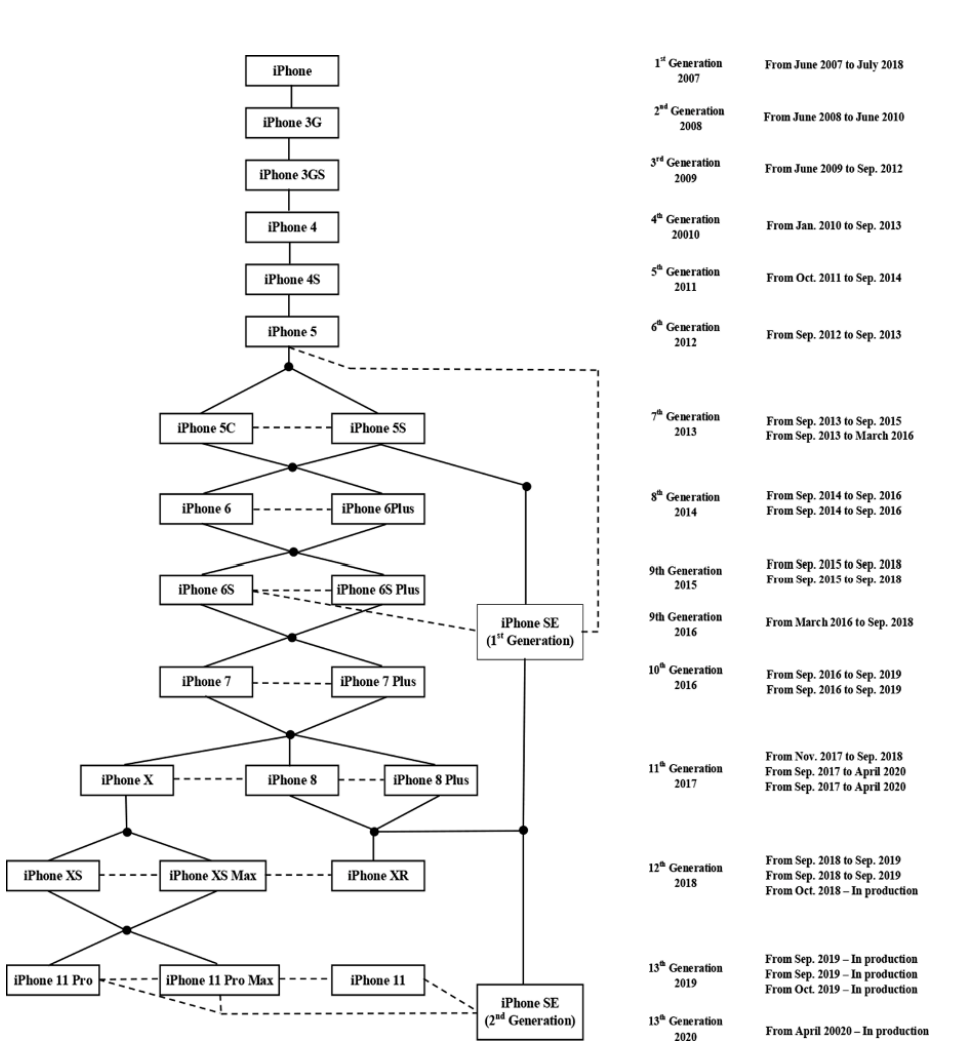 iPhone
1st Generation
2007
From June 2007 to July 2018
iPhone 3G
2nd Generation
2008
From June 2008 to June 2010
iPhone 3GS
3rd Generation
2009
From June 2009 to Sep. 2012
iPhone 4
4th Generation
20010
From Jan. 2010 to Sep. 2013
iPhone 4S
5th Generation
2011
From Oct. 2011 to Sep. 2014
iPhone 5
6th Generation
2012
From Sep. 2012 to Sep. 2013
iPhone 5C
iPhone 5S
7th Generation
2013
From Sep. 2013 to Sep. 2015
From Sep. 2013 to March 2016
iPhone 6
iPhone 6Plus
8th Generation
2014
From Sep. 2014 to Sep. 2016
From Sep. 2014 to Sep. 2016
iPhone 6S
iPhone 6S Plus
9th Generation
2015
From Sep. 2015 to Sep. 2018
From Sep. 2015 to Sep. 2018
iPhone SE
(1st Generation)
9th Generation
2016
From March 2016 to Sep. 2018
iPhone 7
iPhone 7 Plus
10th Generation
2016
From Sep. 2016 to Sep. 2019
From Sep. 2016 to Sep. 2019
iPhone X
iPhone 8
iPhone 8 Plus
11th Generation
2017
From Nov. 2017 to Sep. 2018
From Sep. 2017 to April 2020
From Sep. 2017 to April 2020
iPhone XS
iPhone XS Max
iPhone XR
12th Generation
2018
From Sep. 2018 to Sep. 2019
From Sep. 2018 to Sep. 2019
From Oct. 2018 – In production
iPhone 11 Pro
iPhone 11 Pro Max
iPhone 11
13th Generation
2019
From Sep. 2019 – In production
From Sep. 2019 – In production
From Oct. 2019 – In production
iPhone SE
(2nd Generation)
13th Generation
2020
From April 20020 – In production